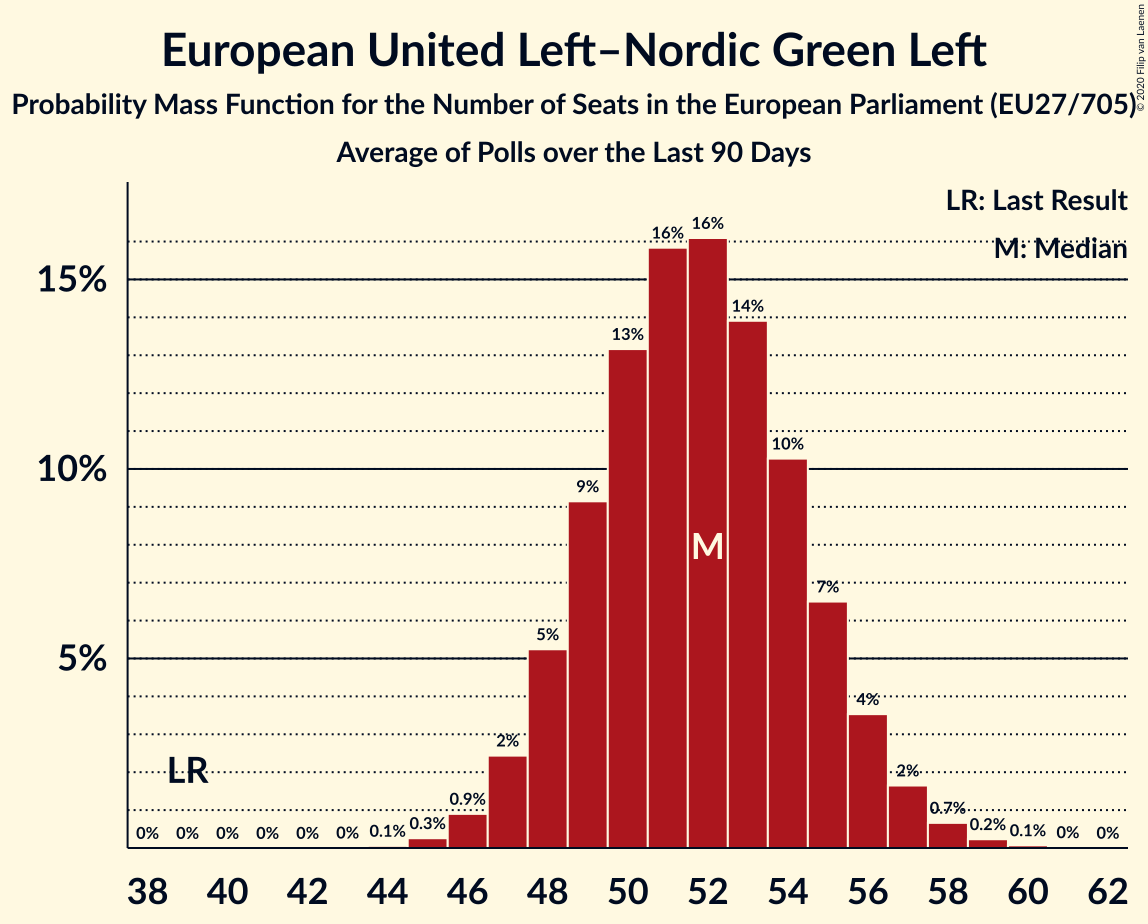 European United Left–Nordic Green Left
Probability Mass Function for the Number of Seats in the European Parliament (EU27/705)
Average of Polls over the Last 90 Days
© 2020 Filip van Laenen
LR: Last Result
M: Median
15%
10%
5%
0% 0% 0% 0% 0% 0% 0.1% 0.3% 0.9% 2% 5% 9% 13% 16% 16% 14% 10% 7% 4% 2% 0.7% 0.2% 0.1% 0% 0%
LR
M
38 40 42 44 46 48 50 52 54 56 58 60 62